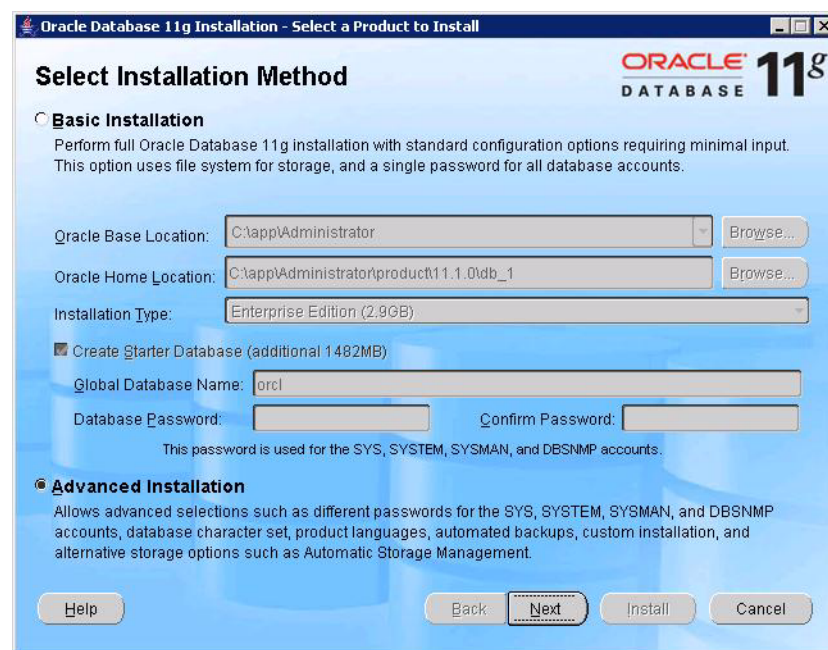 Oracle Database 11g Installation - Select a Product to Install
Select Installation Method
ORACLE 11g
DATABASE
Basic Installation
Perform full Oracle Database 11g installation with standard configuration options requiring minimal input.
This option uses file system for storage, and a single password for all database accounts.
Oracle Base Location: C:\app\Administrator Browse...
Oracle Home Location: C:\app\Administrator\product\11.1.0\db_1 Browse...
Installation Type: Enterprise Edition (2.9GB)
Create Starter Database (additional 1482MB)
Global Database Name: orcl
Database Password: Confirm Password:
This password is used for the SYS, SYSTEM, SYSMAN, and DBSNMP accounts.
Advanced Installation
Allows advanced selections such as different passwords for the SYS, SYSTEM, SYSMAN, and DBSNMP
accounts, database character set, product languages, automated backups, custom installation, and
alternative storage options such as Automatic Storage Management.
Help Back Next Install Cancel